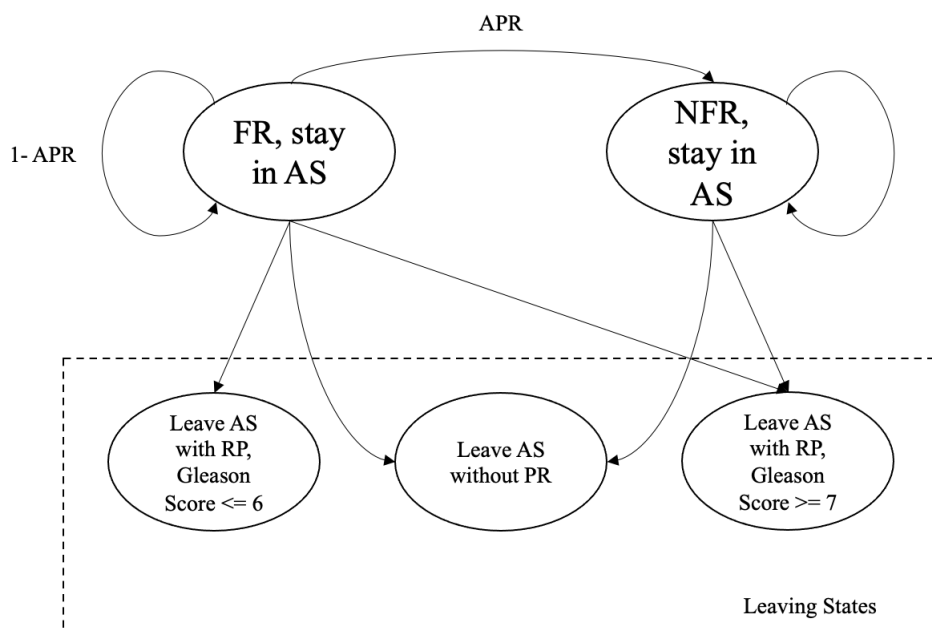 APR
1- APR
FR, stay
in AS
NFR,
stay in
AS
Leave AS
with RP,
Gleason
Score <= 6
Leave AS
without PR
Leave AS
with RP,
Gleason
Score >= 7
Leaving States